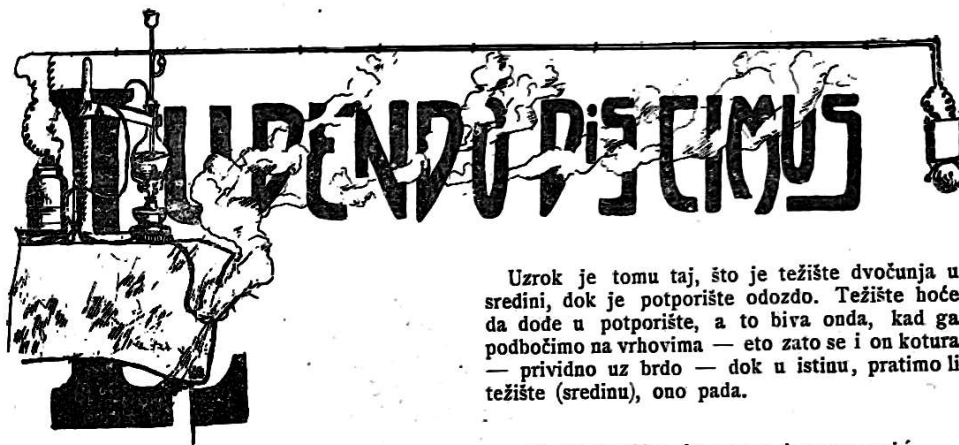 LUDENDO DiSCIMUS
Uzrok je tomu taj, što je težište dvočunja u
sredini, dok je potporište odozdo. Težište hoće
da dođe u potporište, a to biva onda, kad ga
podbočimo na vrhovima — eto zato se i on kotura
— prividno uz brdo — dok u istinu, pratimo li
težište (sredinu), ono pada.